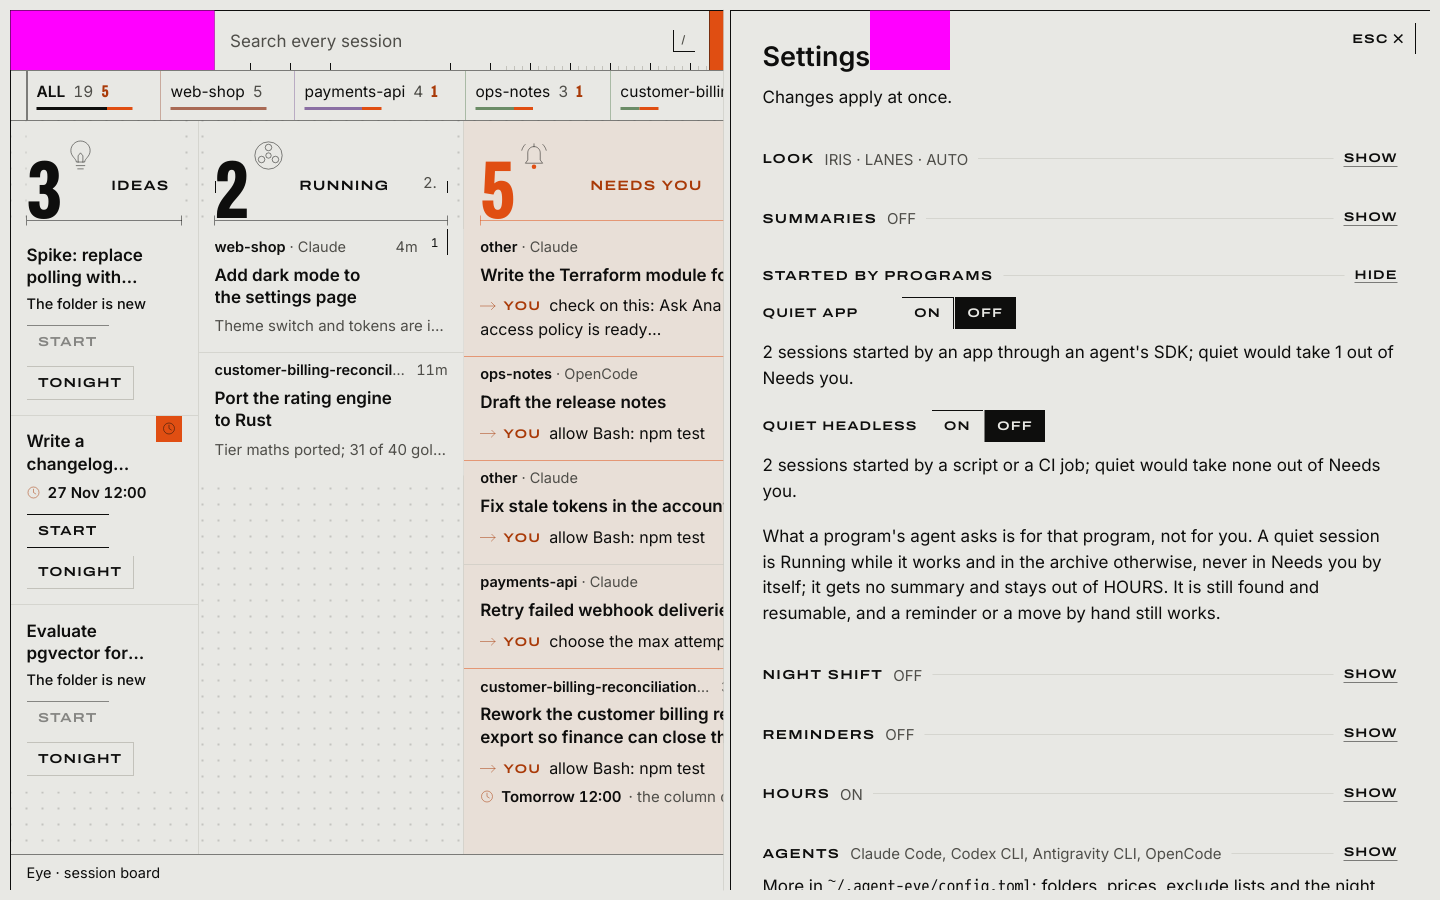 Search every session
/
ALL 19 5
web-shop 5
payments-api 4 1
ops-notes 3 1
customer-billin
3
IDEAS
2
RUNNING
2.
5
NEEDS YOU
Spike: replace
polling with...
The folder is new
START
TONIGHT
Write a
changelog...
27 Nov 12:00
START
TONIGHT
Evaluate
pgvector for...
The folder is new
START
TONIGHT
web-shop · Claude 4m 1
Add dark mode to
the settings page
Theme switch and tokens are i...
customer-billing-reconcil... 11m
Port the rating engine
to Rust
Tier maths ported; 31 of 40 gol...
other · Claude
Write the Terraform module fo
→ YOU check on this: Ask Ana
access policy is ready...
ops-notes · OpenCode
Draft the release notes
→ YOU allow Bash: npm test
other · Claude
Fix stale tokens in the accoun
→ YOU allow Bash: npm test
payments-api · Claude
Retry failed webhook deliverie
→ YOU choose the max attemp
customer-billing-reconciliation...
Rework the customer billing re
export so finance can close th
→ YOU allow Bash: npm test
Tomorrow 12:00 · the column
Eye · session board
Settings
ESC ×
Changes apply at once.
LOOK IRIS · LANES · AUTO SHOW
SUMMARIES OFF SHOW
STARTED BY PROGRAMS HIDE
QUIET APP ON OFF
2 sessions started by an app through an agent's SDK; quiet would take 1 out of
Needs you.
QUIET HEADLESS ON OFF
2 sessions started by a script or a CI job; quiet would take none out of Needs
you.
What a program's agent asks is for that program, not for you. A quiet session
is Running while it works and in the archive otherwise, never in Needs you by
itself; it gets no summary and stays out of HOURS. It is still found and
resumable, and a reminder or a move by hand still works.
NIGHT SHIFT OFF SHOW
REMINDERS OFF SHOW
HOURS ON SHOW
AGENTS Claude Code, Codex CLI, Antigravity CLI, OpenCode SHOW
More in ~/.agent-eye/config.toml: folders, prices, exclude lists and the night